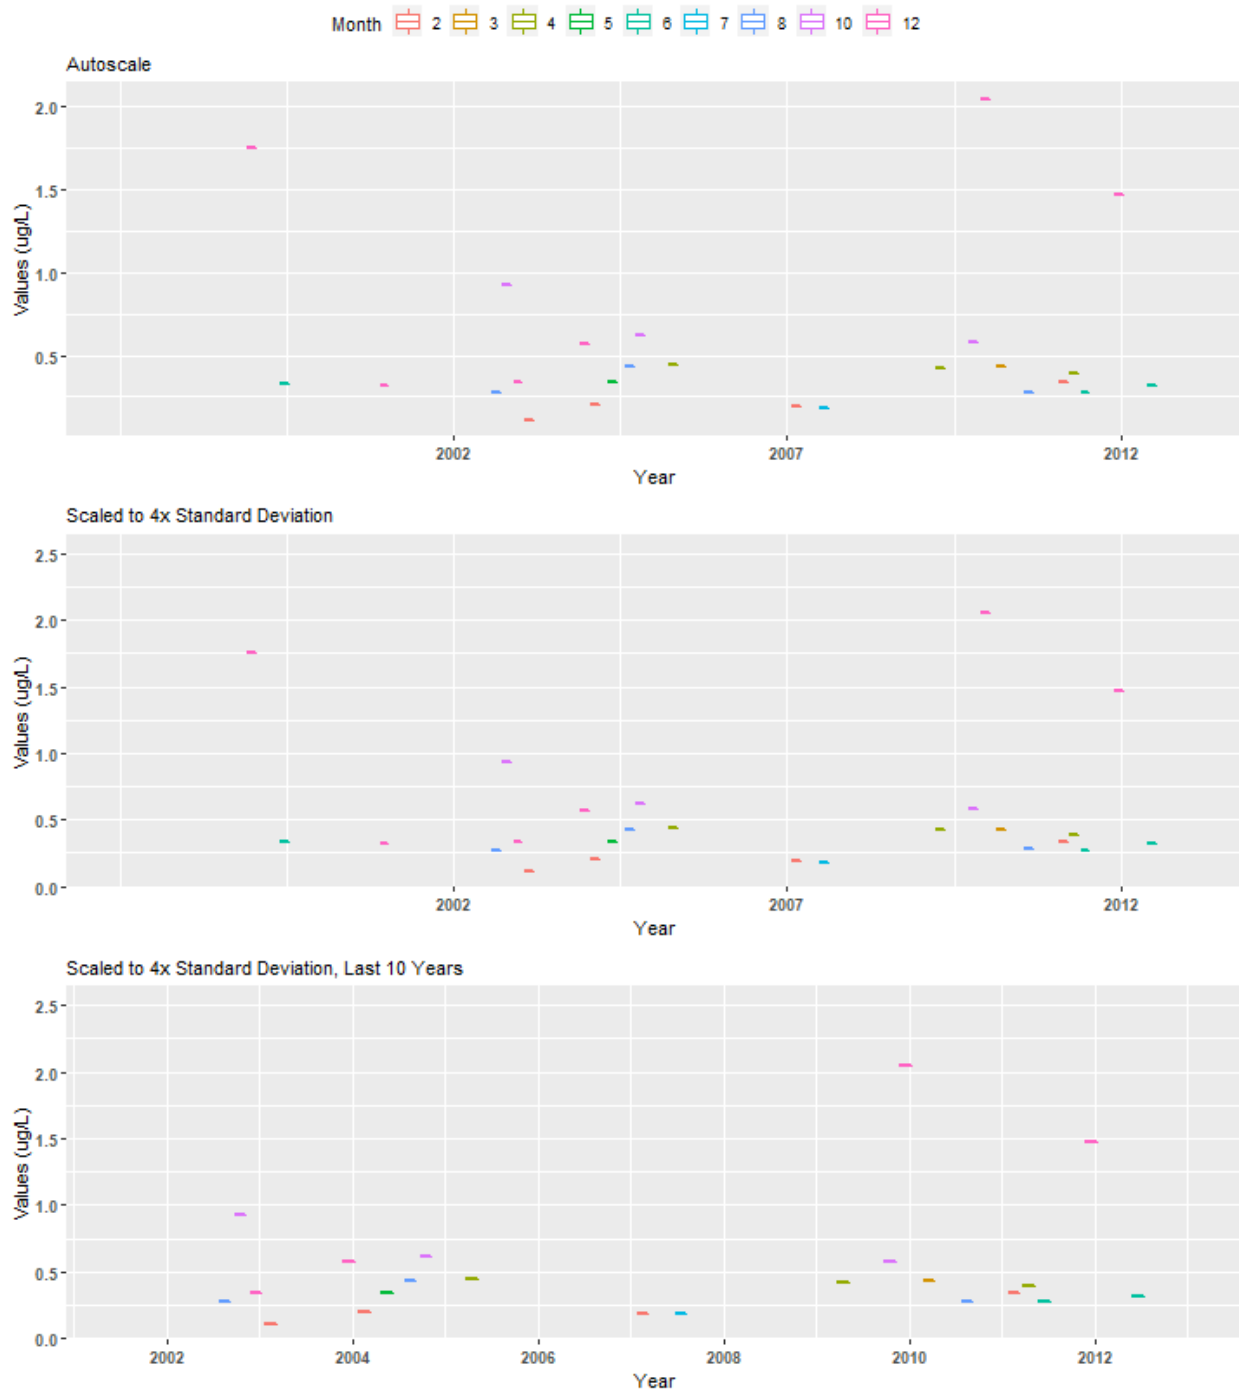 Month 2 3 4 5 6 7 8 10 12
Autoscale
2.0
1.5
1.0
0.5
Values (ug/L)
2002 2007 2012
Year
Scaled to 4x Standard Deviation
2.5
2.0
1.5
1.0
0.5
0.0
Values (ug/L)
2002 2007 2012
Year
Scaled to 4x Standard Deviation, Last 10 Years
2.5
2.0
1.5
1.0
0.5
0.0
Values (ug/L)
2002 2004 2006 2008 2010 2012
Year